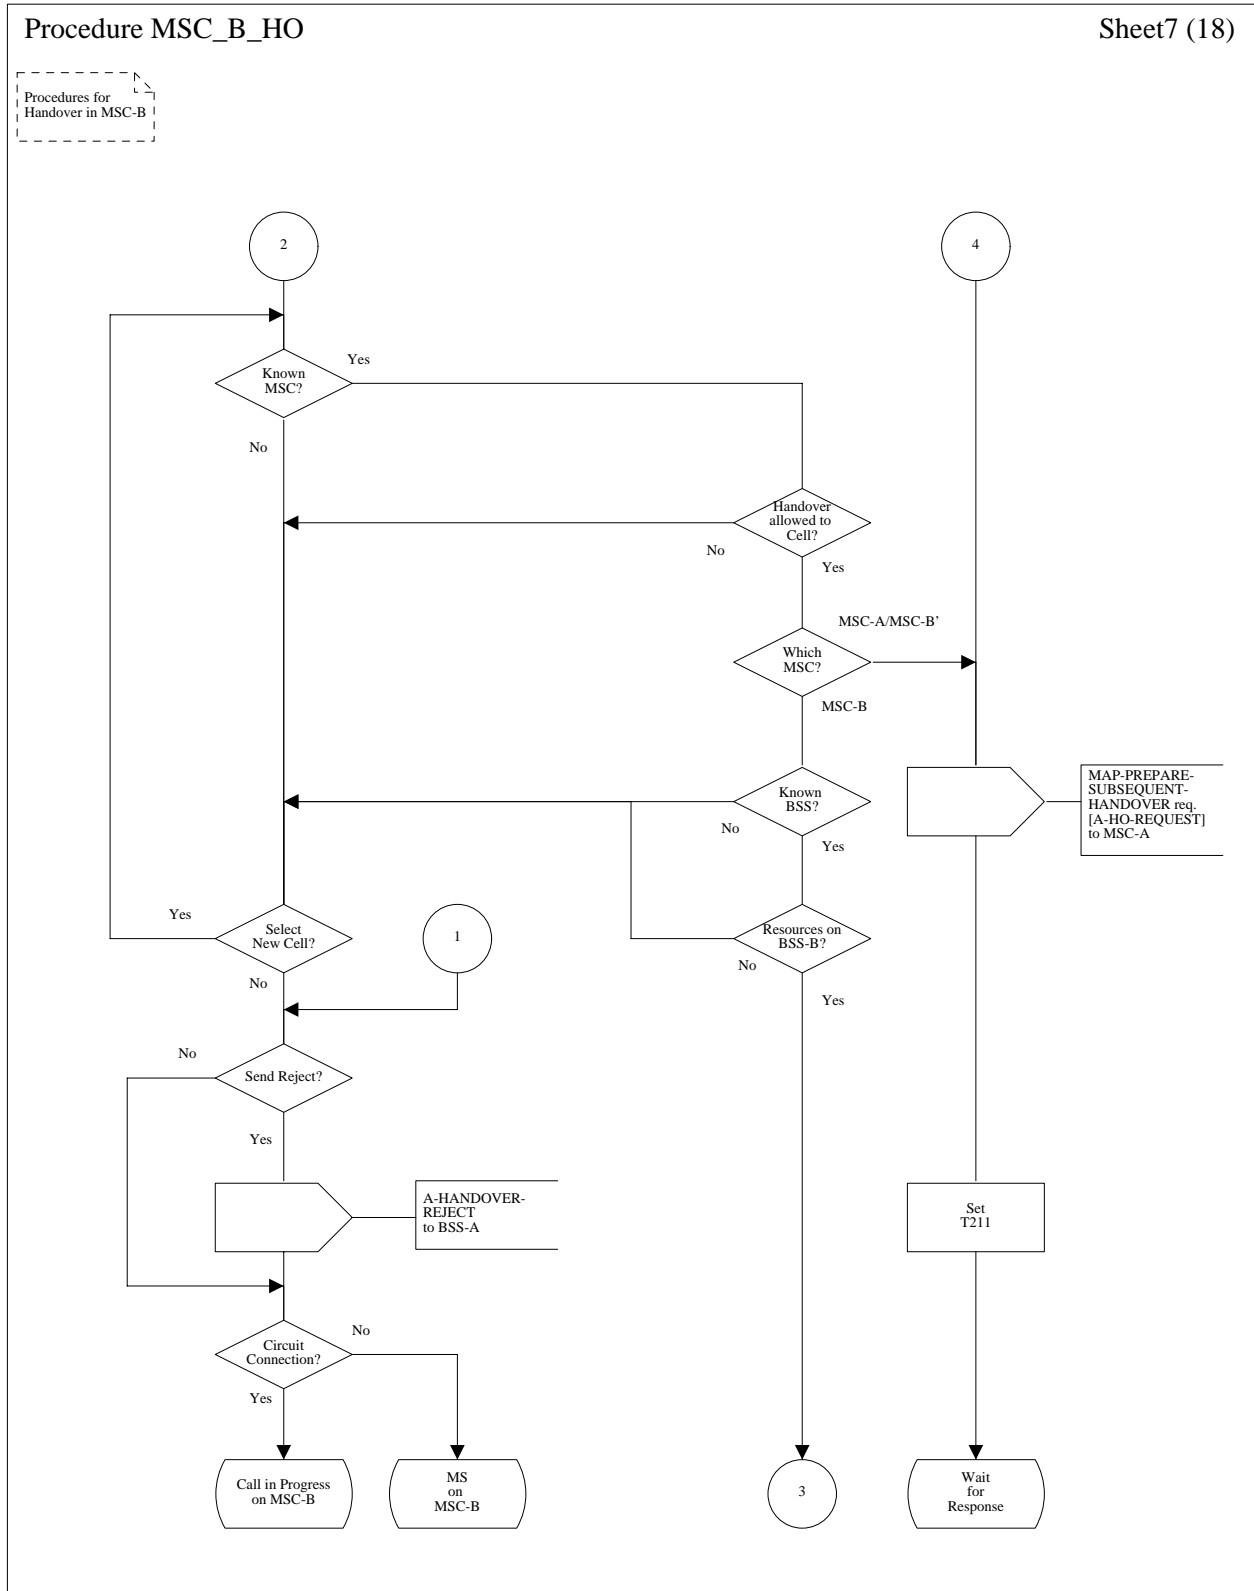 Procedure MSC_B_HO
Sheet7 (18)
Procedures for
Handover in MSC-B
2
4
Known
MSC?
Yes
No
Handover
allowed to
Cell?
No
Yes
MSC-A/MSC-B’
Which
MSC?
MSC-B
Known
BSS?
No
Yes
MAP-PREPARE-
SUBSEQUENT-
HANDOVER req.
[A-HO-REQUEST]
to MSC-A
Yes
Select
New Cell?
No
1
Resources on
BSS-B?
No
Yes
No
Send Reject?
Yes
A-HANDOVER-
REJECT
to BSS-A
Set
T211
Circuit
Connection?
No
Yes
Call in Progress
on MSC-B
MS
on
MSC-B
3
Wait
for
Response